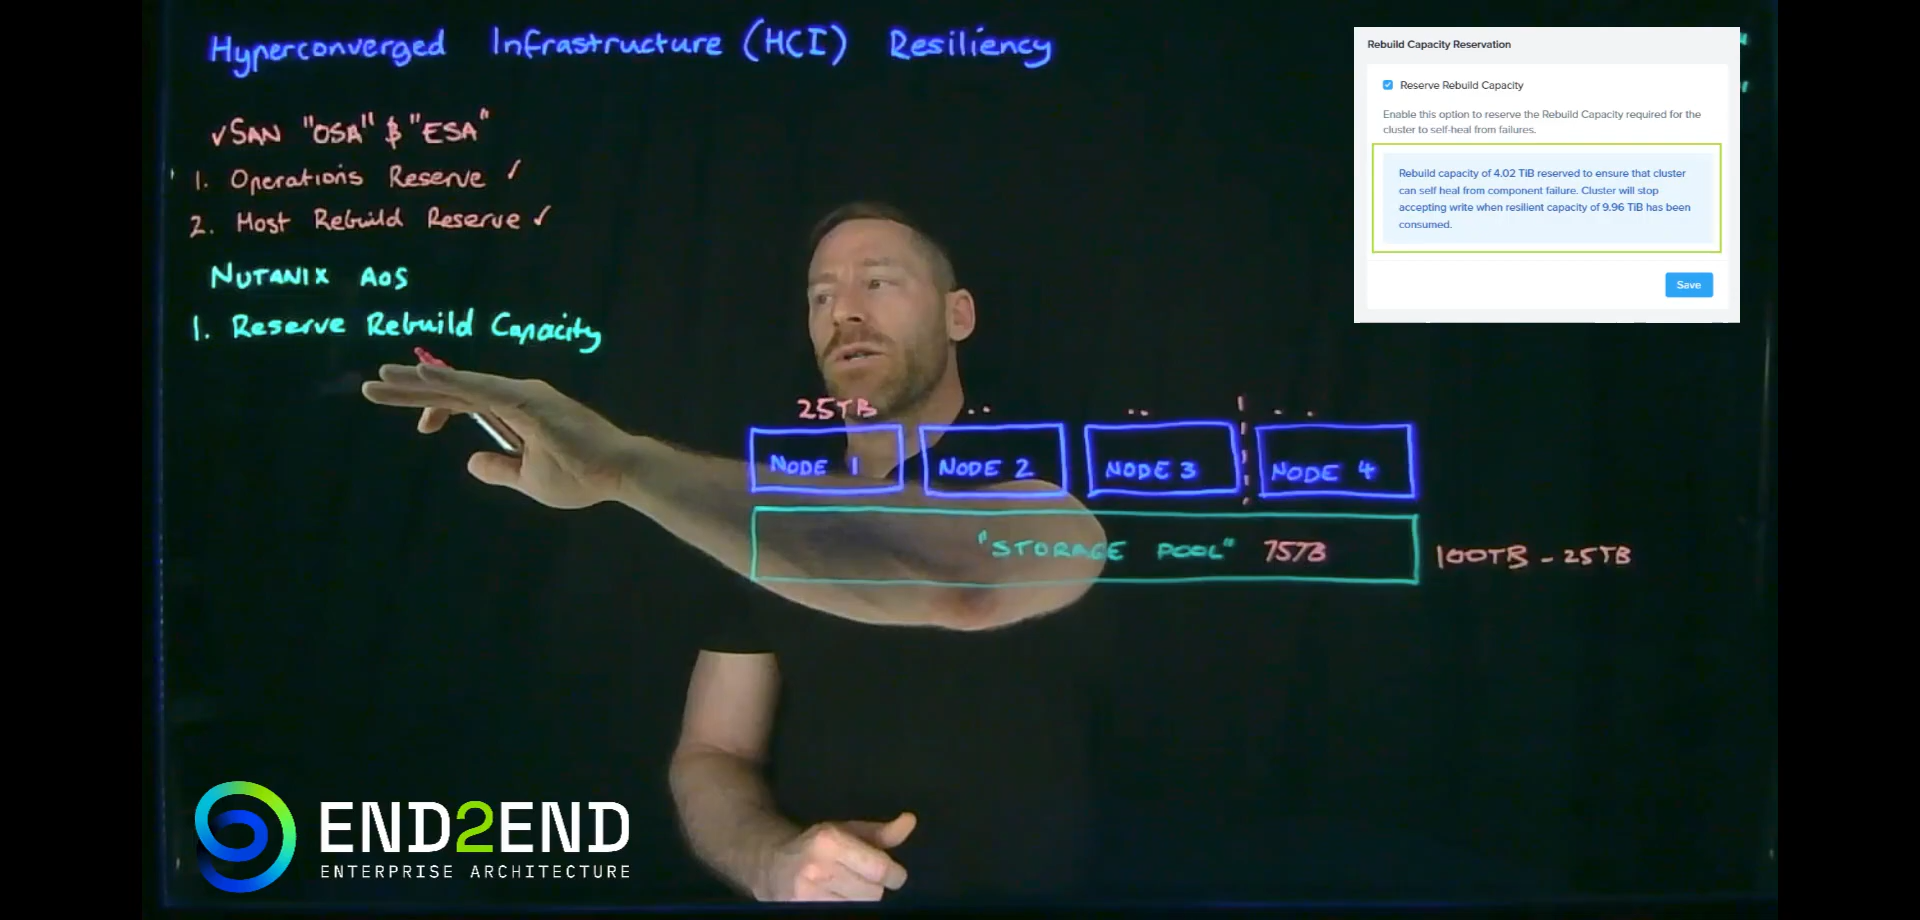 Hyperconverged Infrastructure (HCI) Resiliency
vSAN "OSA" & "ESA"
1. Operations Reserve ✓
2. Host Rebuild Reserve ✓
NUTANIX AOS
1. Reserve Rebuild Capacity
Rebuild Capacity Reservation
Reserve Rebuild Capacity
Enable this option to reserve the Rebuild Capacity required for the
cluster to self-heal from failures.
Rebuild capacity of 4.02 TiB reserved to ensure that cluster
can self heal from component failure. Cluster will stop
accepting write when resilient capacity of 9.96 TiB has been
consumed.
Save
25TB .. .. . .
NODE 1 NODE 2 NODE 3 NODE 4
"STORAGE POOL" 75TB 100TB - 25TB
END2END
ENTERPRISE ARCHITECTURE